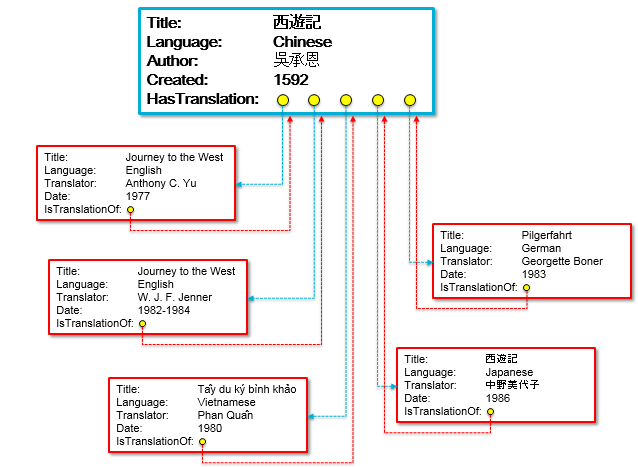 Title: 西遊記
Language: Chinese
Author: 吳承恩
Created: 1592
HasTranslation:
Title: Journey to the West
Language: English
Translator: Anthony C. Yu
Date: 1977
IsTranslationOf:
Title: Journey to the West
Language: English
Translator: W. J. F. Jenner
Date: 1982-1984
IsTranslationOf:
Title: Tây du ký bình khảo
Language: Vietnamese
Translator: Phan Quân
Date: 1980
IsTranslationOf:
Title: Pilgerfahrt
Language: German
Translator: Georgette Boner
Date: 1983
IsTranslationOf:
Title: 西遊記
Language: Japanese
Translator: 中野美代子
Date: 1986
IsTranslationOf: